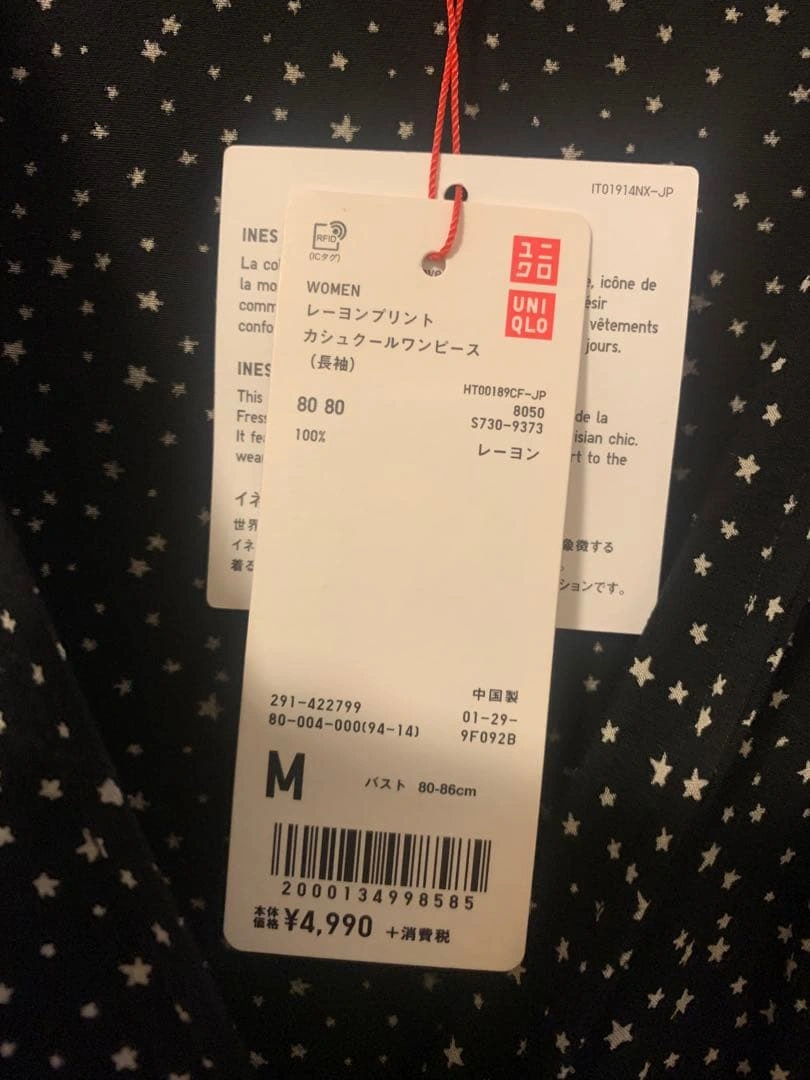 IT01914NX-JP
INES
La co
la mo
comm
confo
e, icône de
ésir
vêtements
jours.
INES
This
Fress
It fea
wear
de la
isian chic.
rt to the
イネ
世界
イネ
着る
象徴する
。
ションです。
RFID
(ICタグ)
ユニ
クロ
UNI
QLO
WOMEN
レーヨンプリント
カシュクールワンピース
(長袖)
HT00189CF-JP
80 80
8050
S730-9373
100%
レーヨン
中国製
291-422799
01-29-
80-004-000(94-14)
9F092B
M
バスト 80-86cm
2000134998585
本体
価格 ¥4,990 +消費税